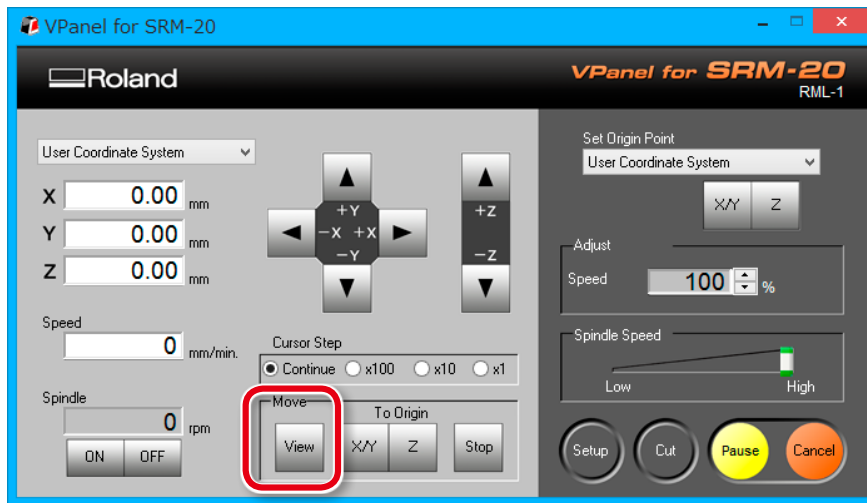 VPanel for SRM-20
Roland
VPanel for SRM-20
RML-1
User Coordinate System
X 0.00 mm
Y 0.00 mm
Z 0.00 mm
Speed
0 mm/min.
Spindle
0 rpm
ON OFF
+Y
-X +X
-Y
+Z
-Z
Cursor Step
Continue x100 x10 x1
Move
To Origin
View X/Y Z Stop
Set Origin Point
User Coordinate System
X/Y Z
Adjust
Speed 100 %
Spindle Speed
Low High
Setup Cut Pause Cancel